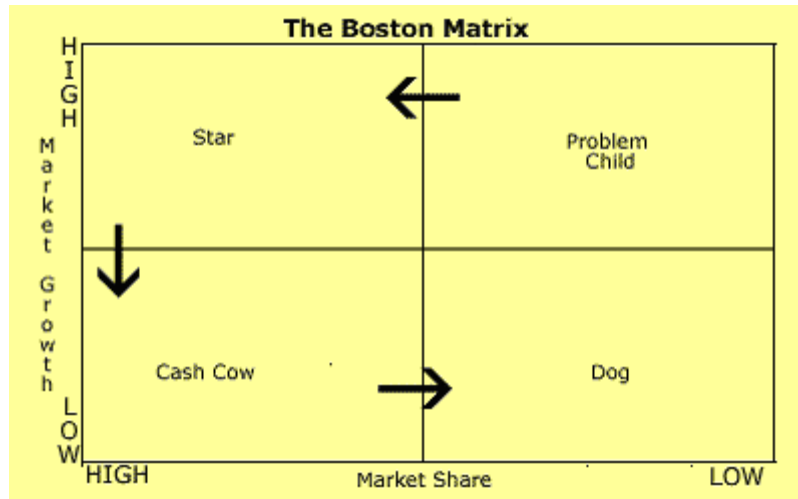 The Boston Matrix
HIGH
Market Growth
LOW
Star
Problem
Child
Cash Cow
Dog
HIGH
Market Share
LOW